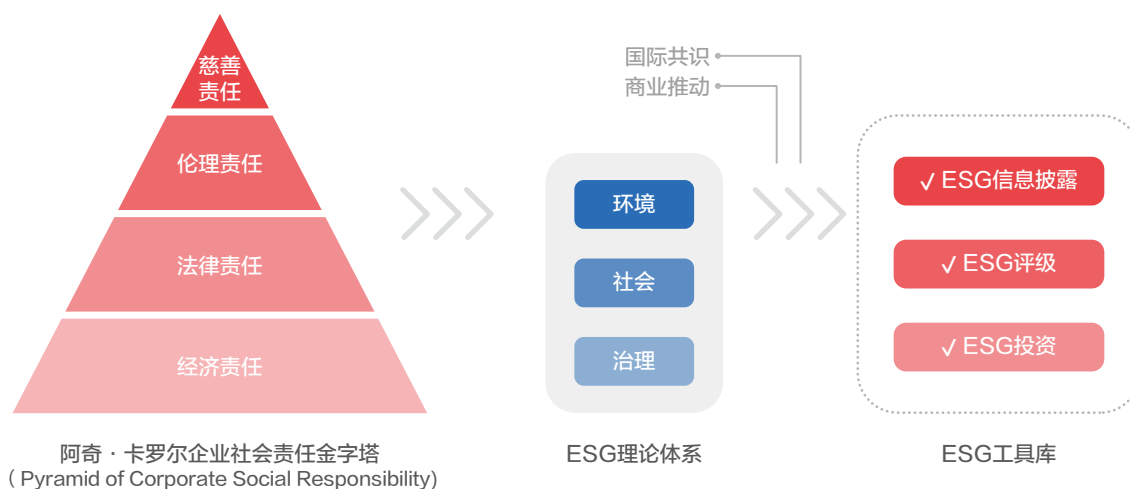 慈善
责任
伦理责任
法律责任
经济责任
阿奇·卡罗尔企业社会责任金字塔
( Pyramid of Corporate Social Responsibility)
国际共识
商业推动
环境
社会
治理
ESG理论体系
✓ ESG信息披露
✓ ESG评级
✓ ESG投资
ESG工具库